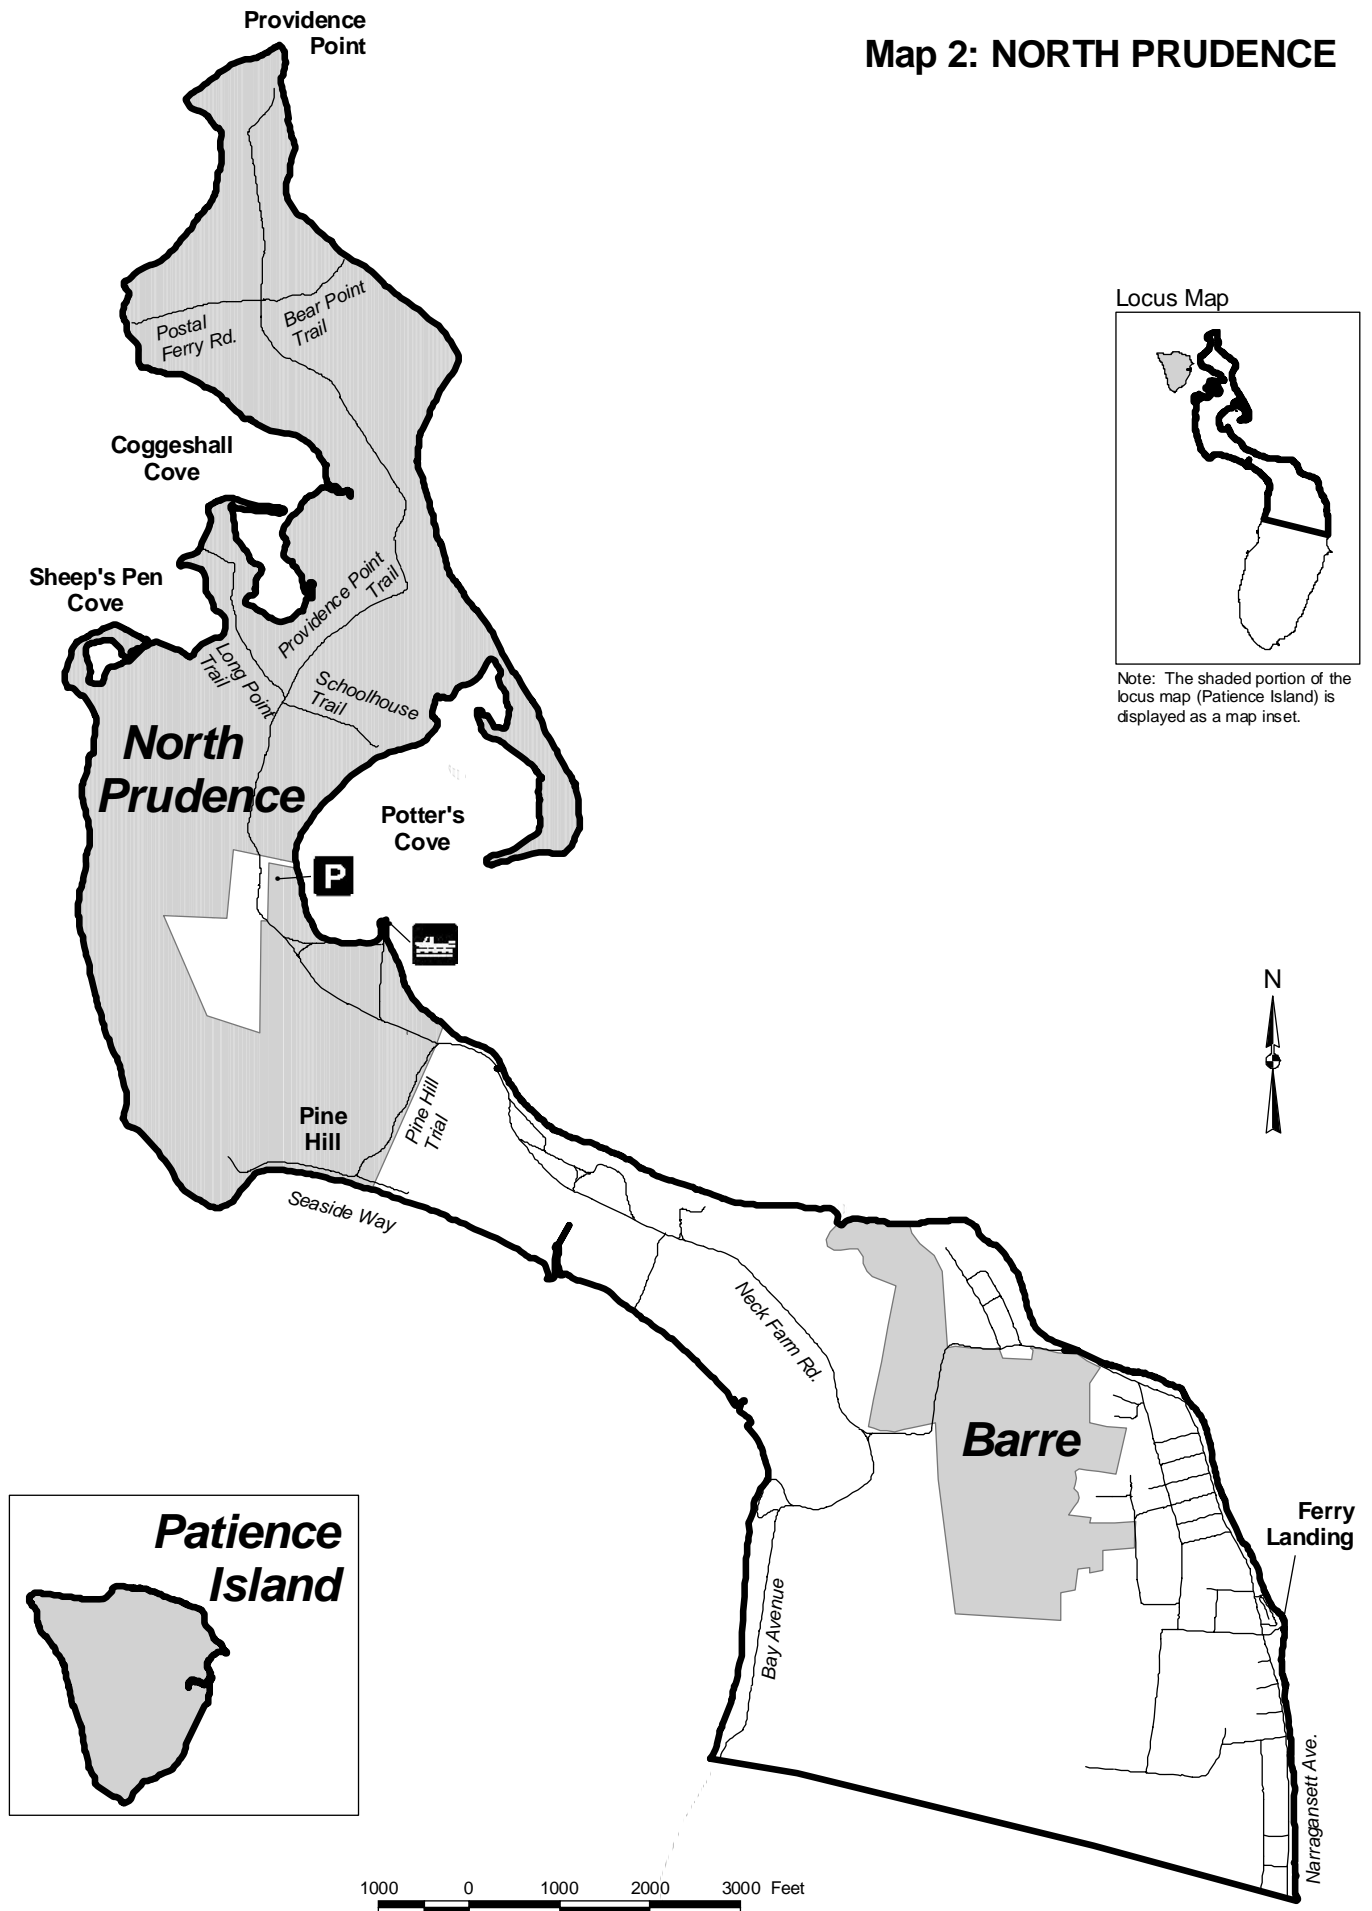 Providence
Point
Map 2: NORTH PRUDENCE
Bear Point
Trail
Postal
Ferry Rd.
Locus Map
Note: The shaded portion of the
locus map (Patience Island) is
displayed as a map inset.
Coggeshall
Cove
Sheep's Pen
Cove
Providence Point
Trail
Long Point
Trail
Schoolhouse
Trail
North
Prudence
Potter's
Cove
P
N
Pine
Hill
Pine Hill
Trial
Seaside Way
Neck Farm Rd.
Barre
Ferry
Landing
Patience
Island
Bay Avenue
Narragansett Ave.
1000 0 1000 2000 3000 Feet